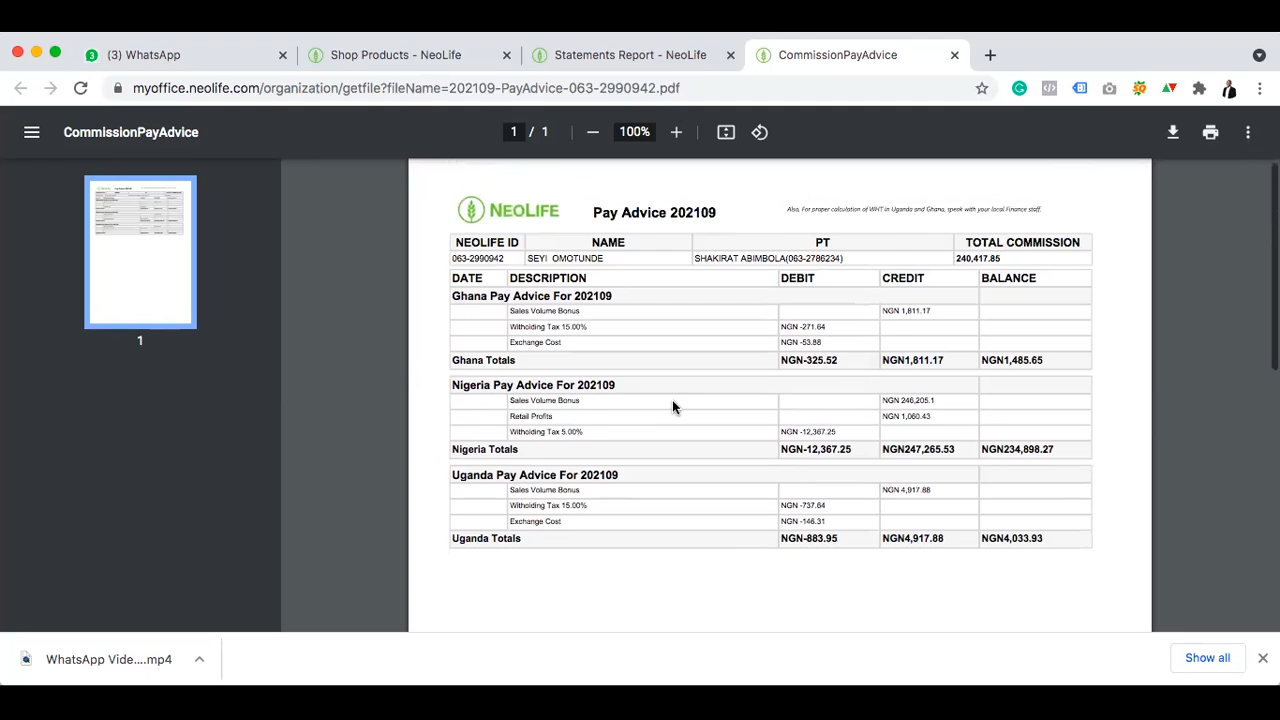 (3) WhatsApp
Shop Products - NeoLife
Statements Report - NeoLife
CommissionPayAdvice
myoffice.neolife.com/organization/getfile?fileName=202109-PayAdvice-063-2990942.pdf
CommissionPayAdvice
1 / 1
100%
1
NEOLIFE
Pay Advice 202109
Also, For proper calculation of WHT in Uganda and Ghana, speak with your local Finance staff.
NEOLIFE ID NAME PT TOTAL COMMISSION
063-2990942 SEYI OMOTUNDE SHAKIRAT ABIMBOLA(063-2786234) 240,417.85
DATE DESCRIPTION DEBIT CREDIT BALANCE
Ghana Pay Advice For 202109
Sales Volume Bonus NGN 1,811.17
Witholding Tax 15.00% NGN -271.64
Exchange Cost NGN -53.88
Ghana Totals NGN-325.52 NGN1,811.17 NGN1,485.65
Nigeria Pay Advice For 202109
Sales Volume Bonus NGN 246,205.1
Retail Profits NGN 1,060.43
Witholding Tax 5.00% NGN -12,367.25
Nigeria Totals NGN-12,367.25 NGN247,265.53 NGN234,898.27
Uganda Pay Advice For 202109
Sales Volume Bonus NGN 4,917.88
Witholding Tax 15.00% NGN -737.64
Exchange Cost NGN -146.31
Uganda Totals NGN-883.95 NGN4,917.88 NGN4,033.93
WhatsApp Vide....mp4
Show all